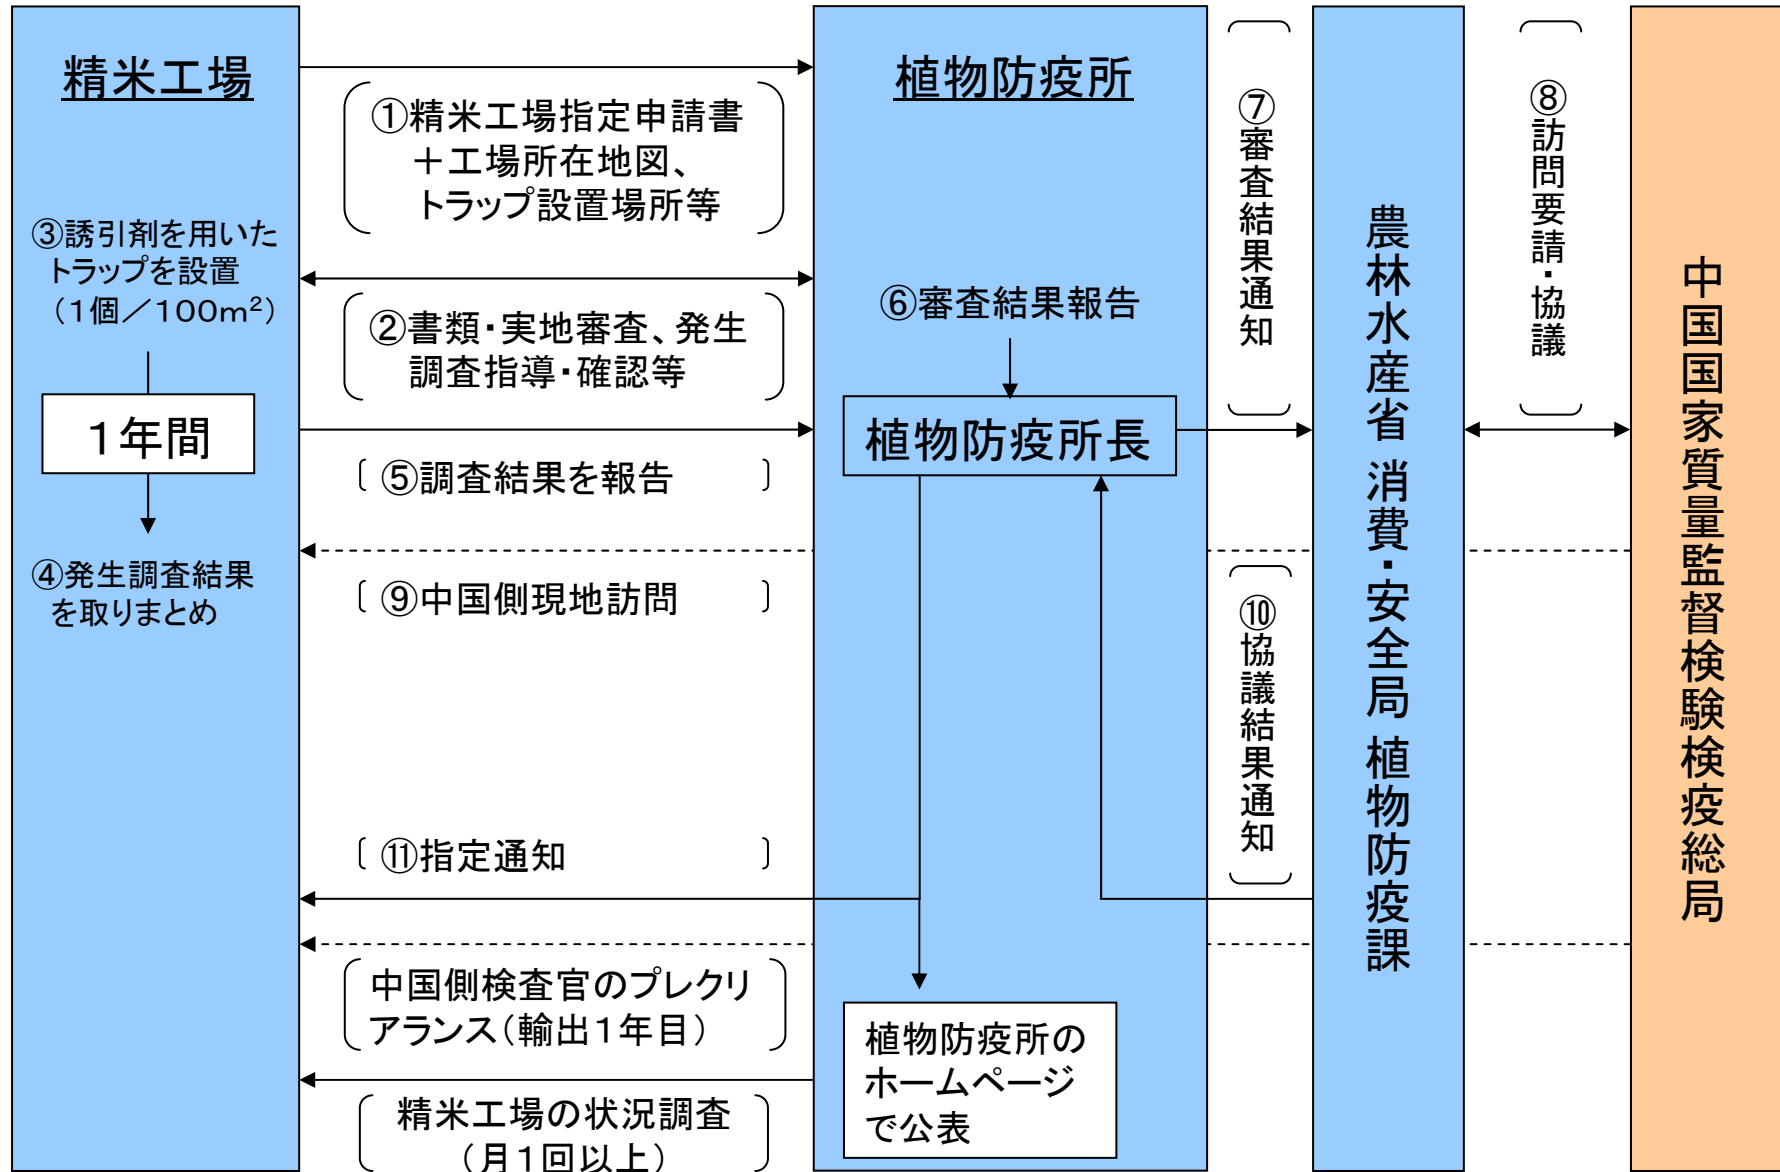 精米工場
①精米工場指定申請書
＋工場所在地図、
トラップ設置場所等
③誘引剤を用いた
トラップを設置
（1個／100m²）
②書類・実地審査、発生
調査指導・確認等
1年間
⑤調査結果を報告
④発生調査結果
を取りまとめ
⑨中国側現地訪問
⑪指定通知
中国側検査官のプレクリ
アランス（輸出1年目）
精米工場の状況調査
（月1回以上）
植物防疫所
⑥審査結果報告
植物防疫所長
植物防疫所の
ホームページ
で公表
⑦審査結果通知
⑩協議結果通知
農林水産省 消費・安全局 植物防疫課
⑧訪問要請・協議
中国国家質量監督検験検疫総局